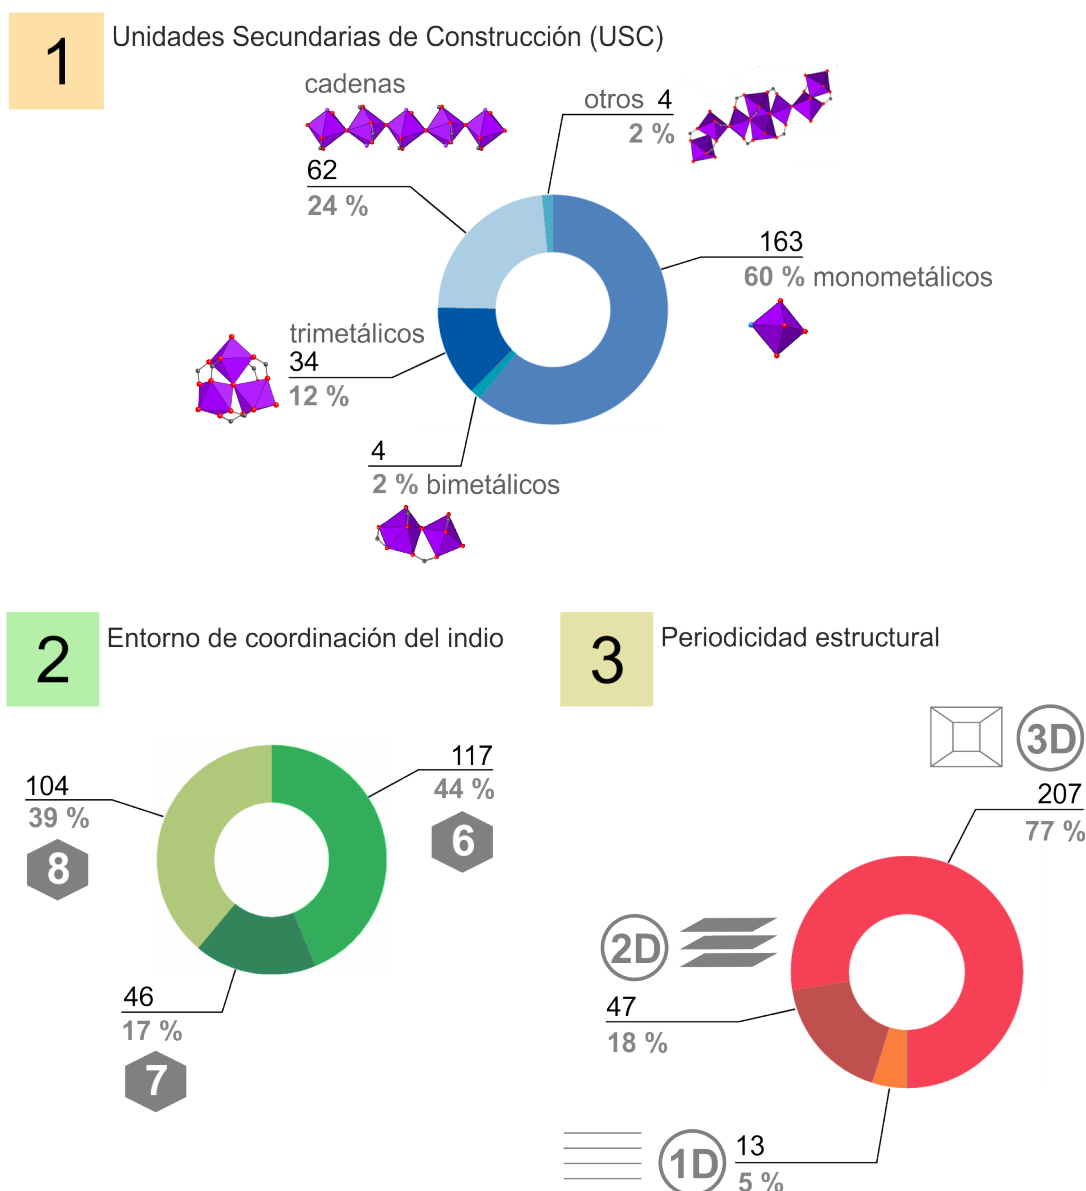 1
Unidades Secundarias de Construcción (USC)
cadenas
62
24 %
otros 4
2 %
163
60 % monometálicos
trimetálicos
34
12 %
4
2 % bimetálicos
2
Entorno de coordinación del indio
117
44 %
6
104
39 %
8
46
17 %
7
3
Periodicidad estructural
3D
207
77 %
2D
47
18 %
1D
13
5 %